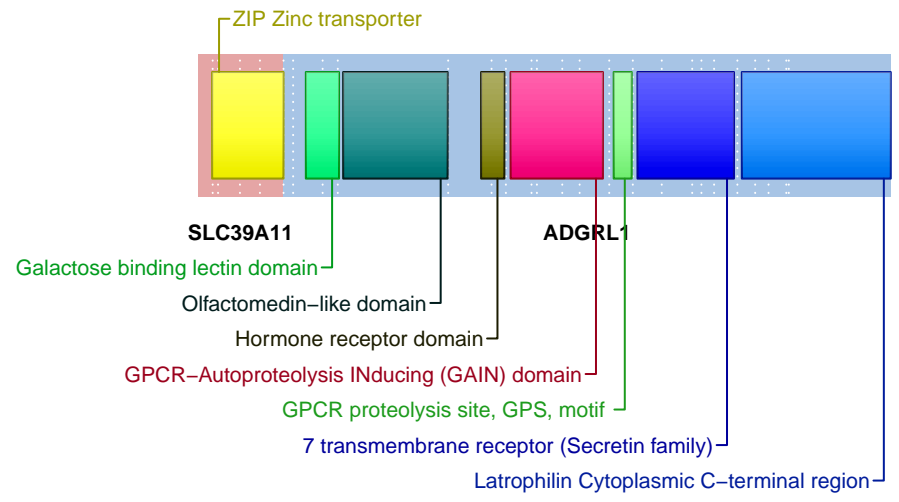 ZIP Zinc transporter
SLC39A11
ADGRL1
Galactose binding lectin domain
Olfactomedin−like domain
Hormone receptor domain
GPCR−Autoproteolysis INducing (GAIN) domain
GPCR proteolysis site, GPS, motif
7 transmembrane receptor (Secretin family)
Latrophilin Cytoplasmic C−terminal region